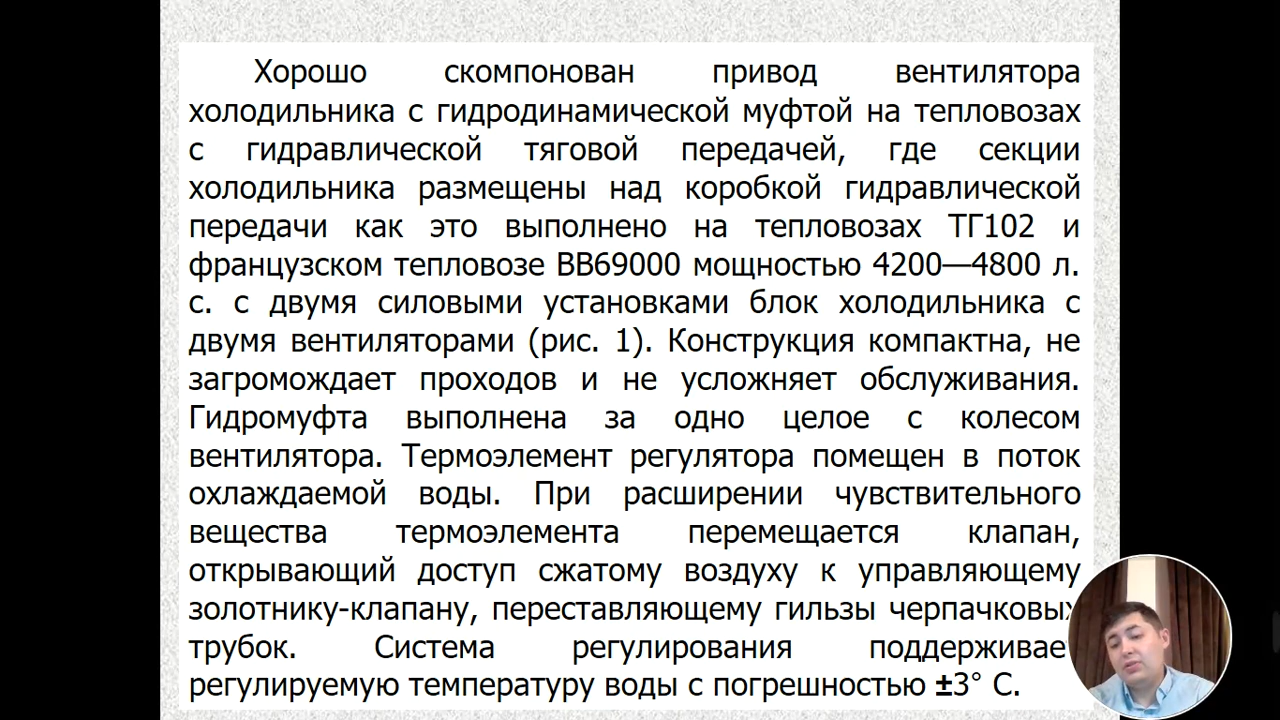 Хорошо скомпонован привод вентилятора
холодильника с гидродинамической муфтой на тепловозах
с гидравлической тяговой передачей, где секции
холодильника размещены над коробкой гидравлической
передачи как это выполнено на тепловозах ТГ102 и
французском тепловозе ВВ69000 мощностью 4200—4800 л.
с. с двумя силовыми установками блок холодильника с
двумя вентиляторами (рис. 1). Конструкция компактна, не
загромождает проходов и не усложняет обслуживания.
Гидромуфта выполнена за одно целое с колесом
вентилятора. Термоэлемент регулятора помещен в поток
охлаждаемой воды. При расширении чувствительного
вещества термоэлемента перемещается клапан,
открывающий доступ сжатому воздуху к управляющему
золотнику-клапану, переставляющему гильзы черпачковых
трубок. Система регулирования поддерживает
регулируемую температуру воды с погрешностью ±3° С.